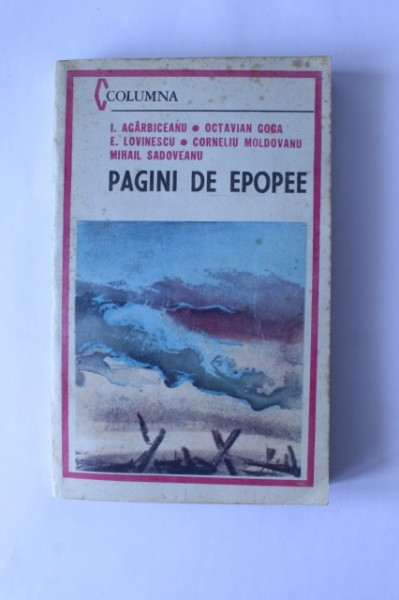 COLUMNA
I. AGÂRBICEANU • OCTAVIAN GOGA
E. LOVINESCU • CORNELIU MOLDOVANU
MIHAIL SADOVEANU
PAGINI DE EPOPEE